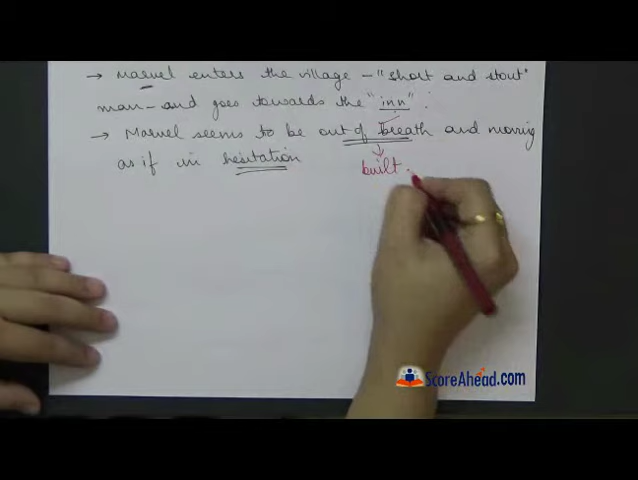 → Marvel enters the village - "short and stout"
man - and goes towards the "inn".
→ Marvel seems to be out of breath and moving
as if in hesitation
built.
ScoreAhead.com